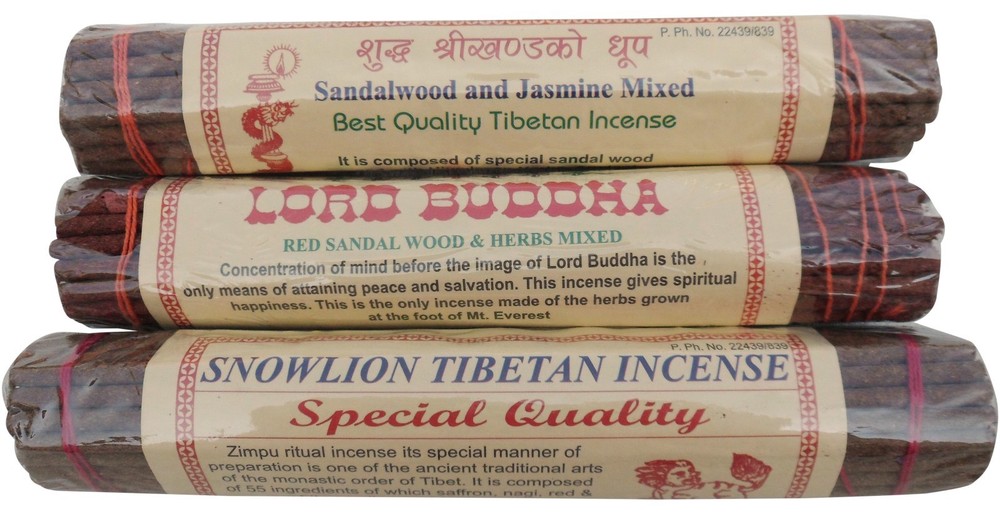 P. Ph. No. 22439/839
शुद्ध श्रीखण्डको धूप
Sandalwood and Jasmine Mixed
Best Quality Tibetan Incense
It is composed of special sandal wood
LORD BUDDHA
RED SANDAL WOOD & HERBS MIXED
Concentration of mind before the image of Lord Buddha is the
only means of attaining peace and salvation. This incense gives spiritual
happiness. This is the only incense made of the herbs grown
at the foot of Mt. Everest
P. Ph. No. 22439/839
SNOWLION TIBETAN INCENSE
Special Quality
Zimpu ritual incense its special manner of
preparation is one of the ancient traditional arts
of the monastic order of Tibet. It is composed
of 55 ingredients of which saffron, nagi, red &